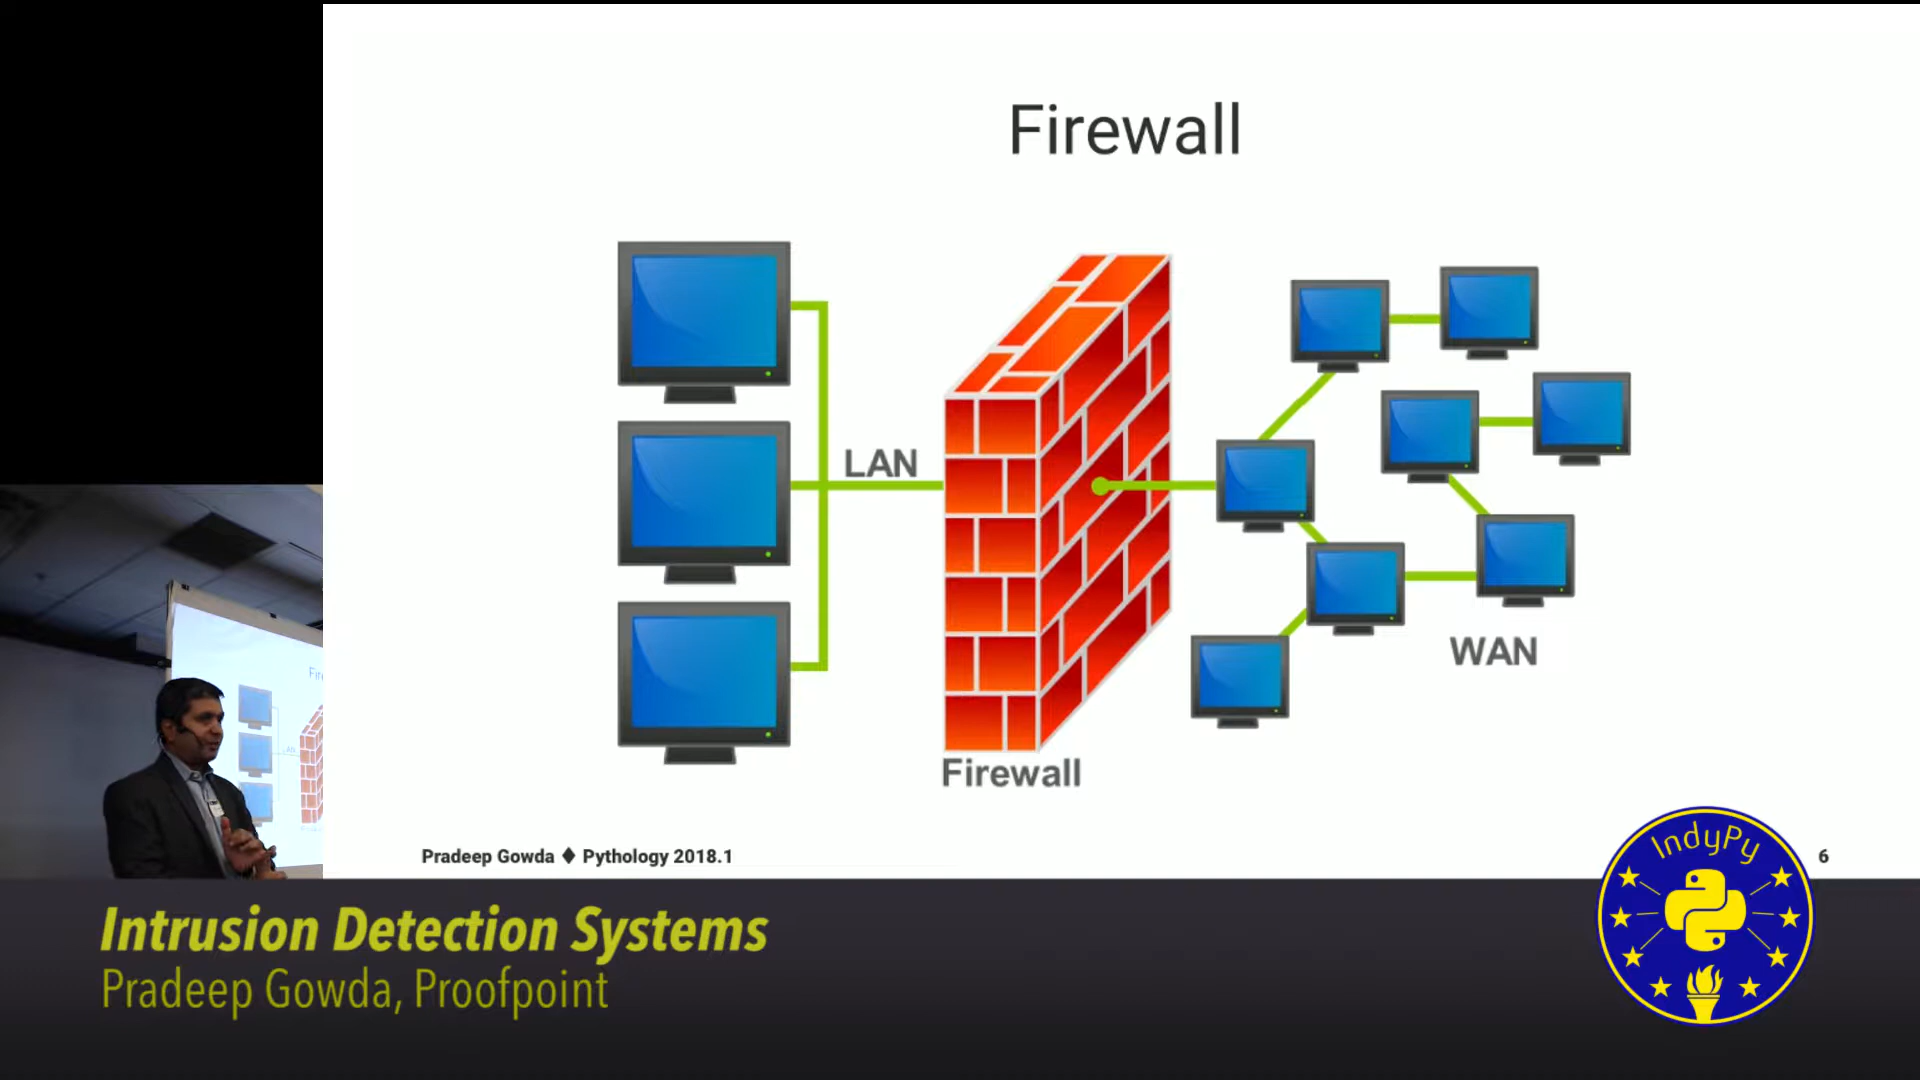 Firewall
LAN
WAN
Firewall
Pradeep Gowda ♦ Pythology 2018.1
6
IndyPy
Intrusion Detection Systems
Pradeep Gowda, Proofpoint